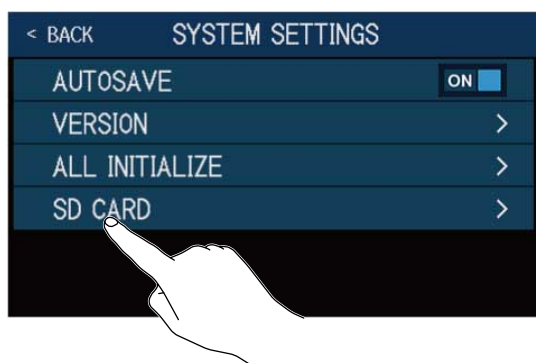 < BACK SYSTEM SETTINGS
AUTOSAVE ON
VERSION >
ALL INITIALIZE >
SD CARD >